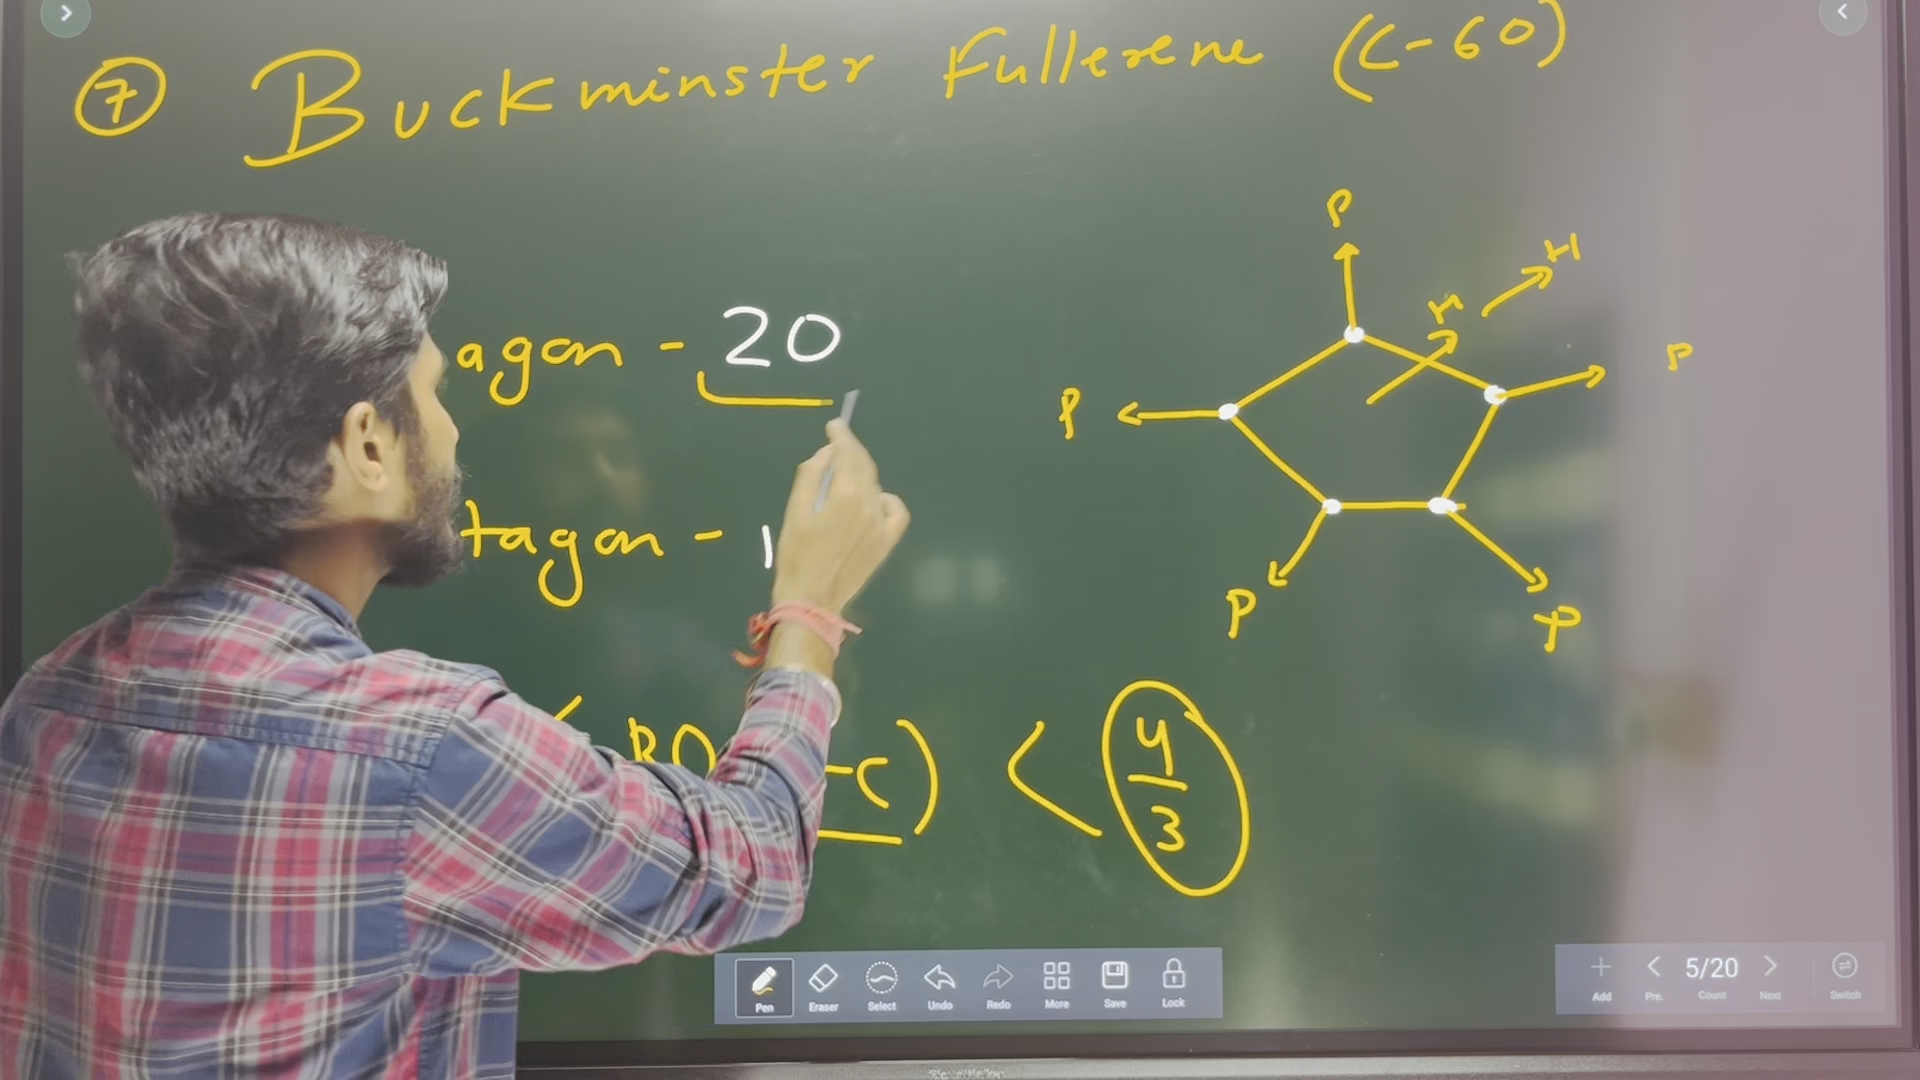 ⑦ Buckminster Fullerene (C-60)
P
H
H
P
P
agon - 20
tagon - 1
P
P
< BO -C) < 4/3
Pen Eraser Select Undo Redo More Save Lock
Add Pre. 5/20 Count Next Switch